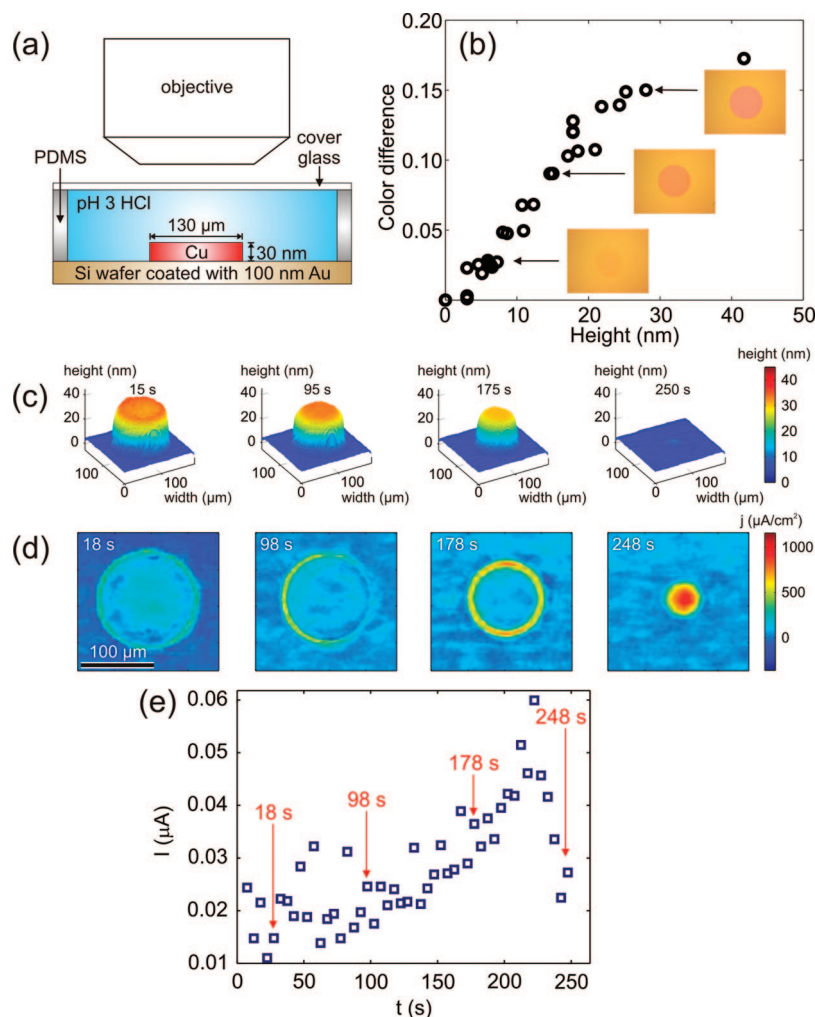 (a)
objective
PDMS
cover
glass
pH 3 HCl
130 µm
Cu
30 nm
Si wafer coated with 100 nm Au
(b)
Color difference
0.20
0.15
0.10
0.05
0
0
10
20
30
40
50
Height (nm)
(c)
height (nm)
40
20
0
15 s
100
0
100
width (µm)
height (nm)
40
20
0
95 s
100
0
100
width (µm)
height (nm)
40
20
0
175 s
100
0
100
width (µm)
height (nm)
40
20
0
250 s
100
0
100
width (µm)
height (nm)
40
30
20
10
0
(d)
18 s
100 µm
98 s
178 s
248 s
j (µA/cm²)
1000
500
0
(e)
I (µA)
0.06
0.05
0.04
0.03
0.02
0.01
18 s
98 s
178 s
248 s
0
50
100
150
200
250
t (s)